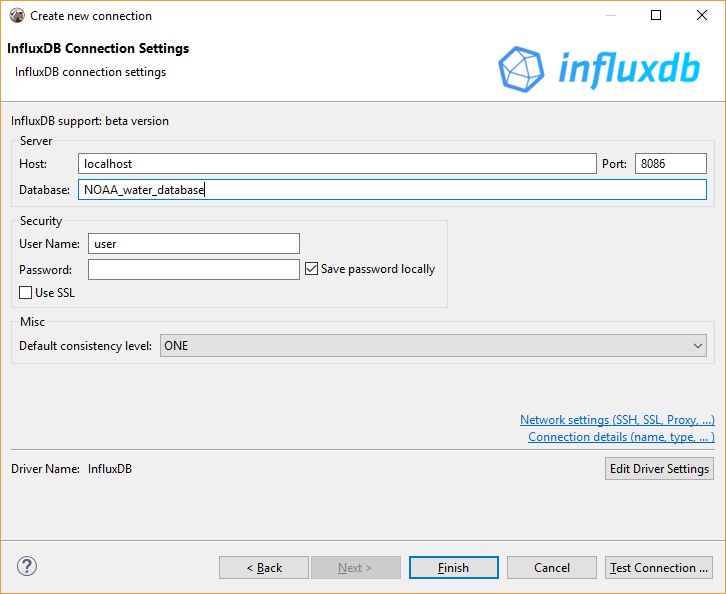 Create new connection
InfluxDB Connection Settings
InfluxDB connection settings
influxdb
InfluxDB support: beta version
Server
Host: localhost Port: 8086
Database: NOAA_water_database
Security
User Name: user
Password: Save password locally
Use SSL
Misc
Default consistency level: ONE
Network settings (SSH, SSL, Proxy, ...)
Connection details (name, type, ... )
Driver Name: InfluxDB Edit Driver Settings
? < Back Next > Finish Cancel Test Connection ...